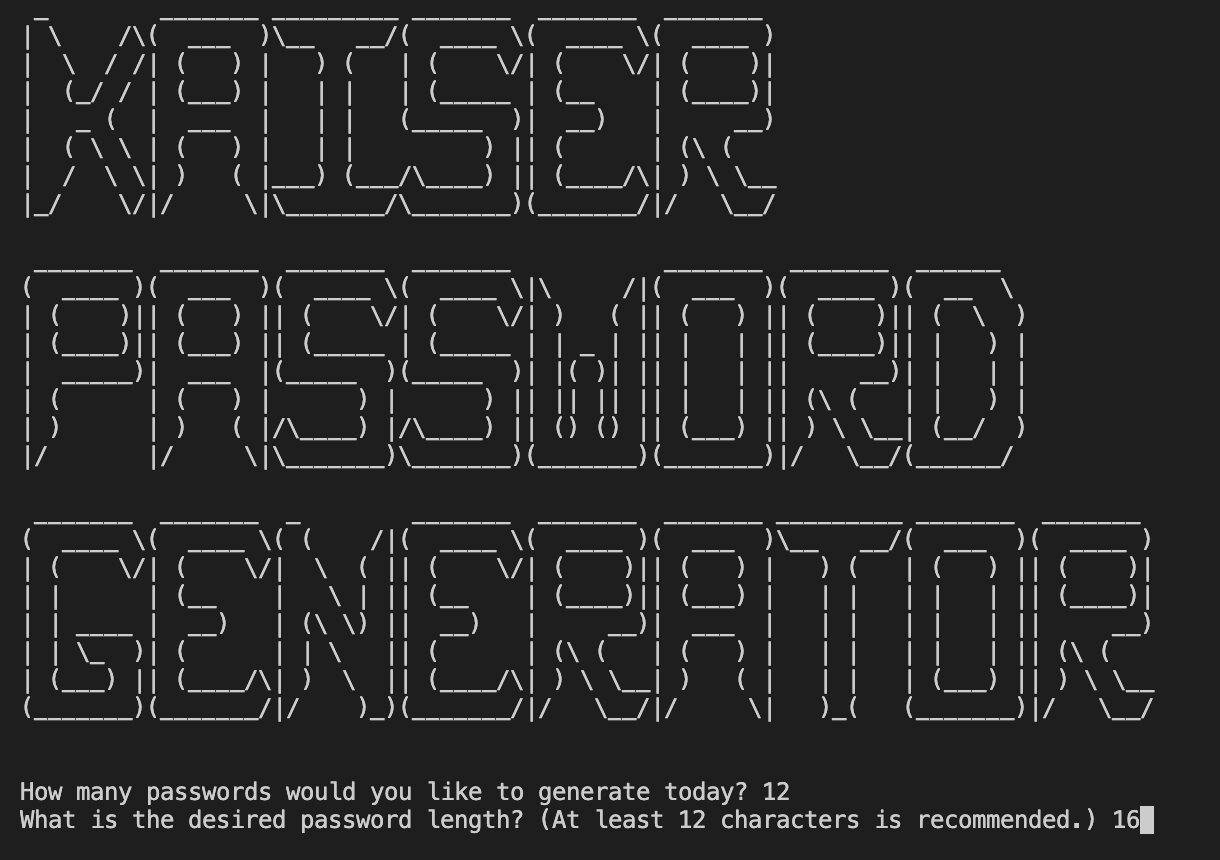 KAISER
PASSWORD
GENERATOR
How many passwords would you like to generate today? 12
What is the desired password length? (At least 12 characters is recommended.) 16